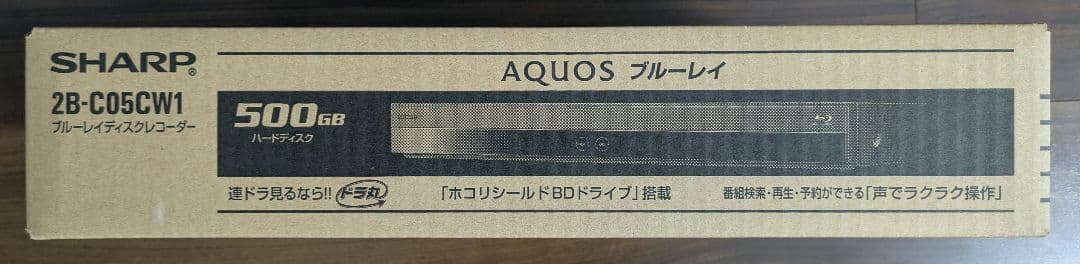 SHARP®
2B-C05CW1
ブルーレイディスクレコーダー
AQUOS ブルーレイ
500GB
ハードディスク
連ドラ見るなら!! ドラ丸
「ホコリシールドBDドライブ」搭載
番組検索・再生・予約ができる「声でラクラク操作」